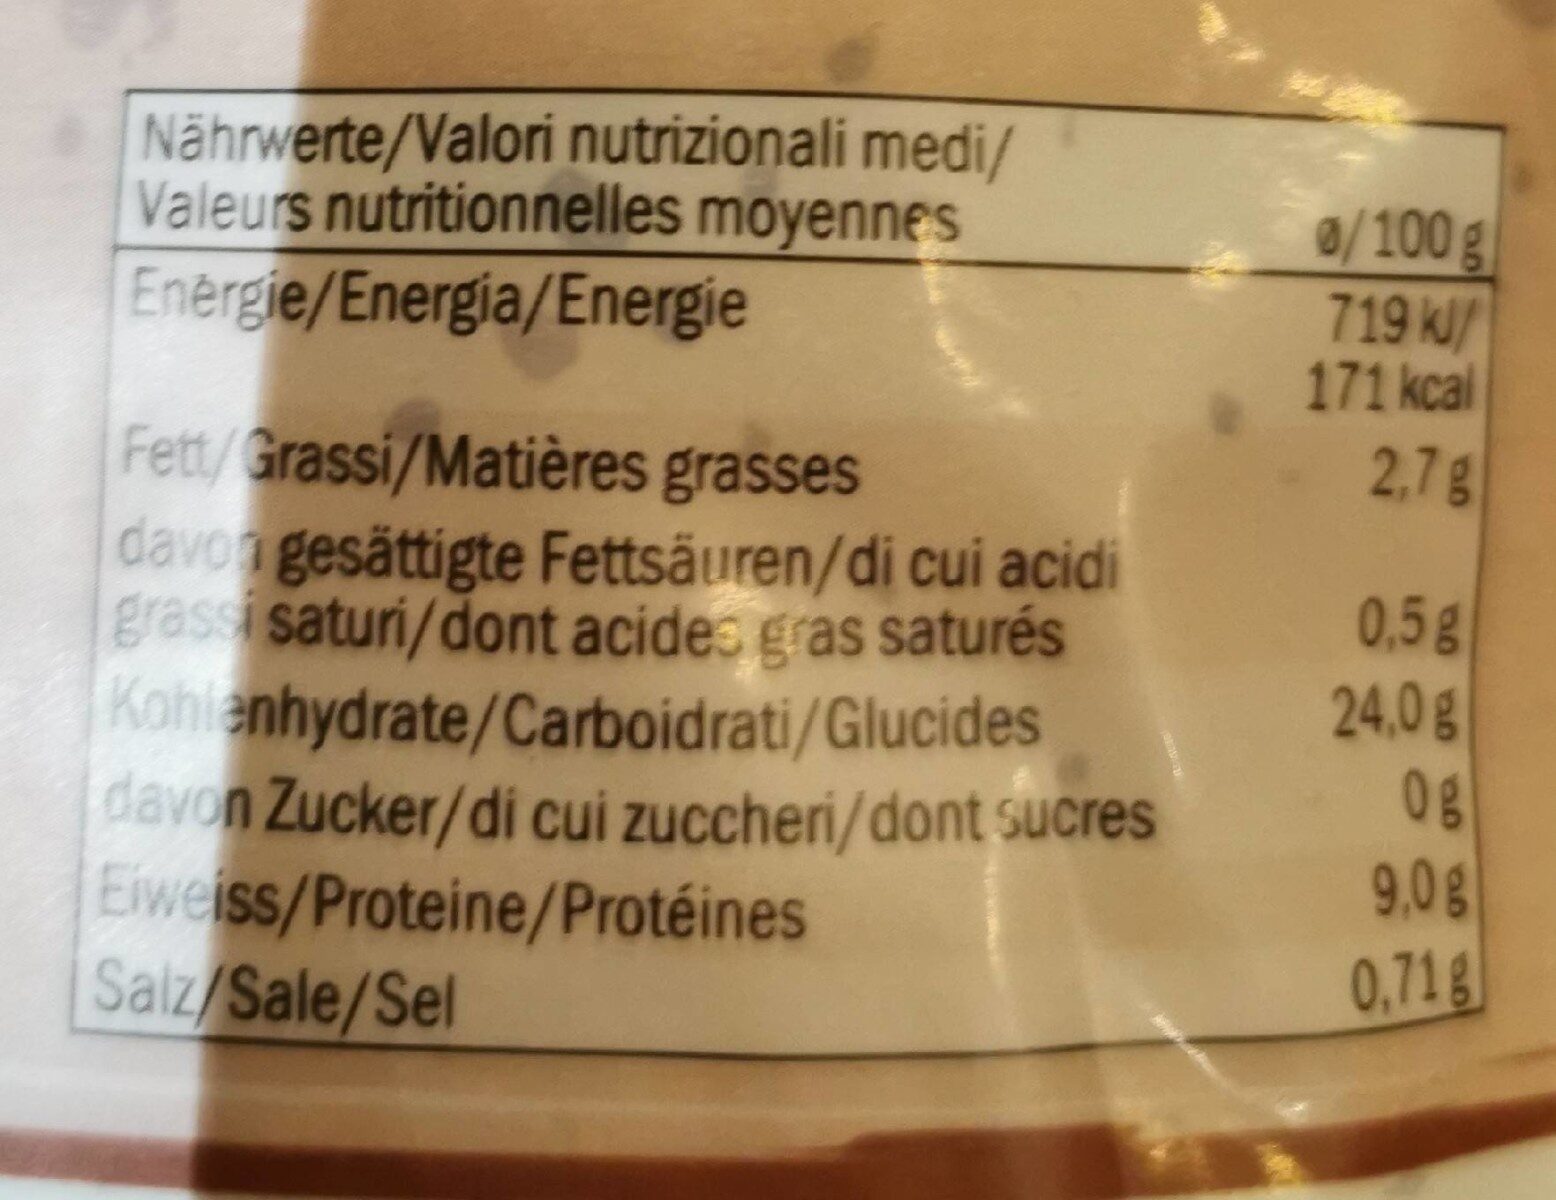 Nährwerte/Valori nutrizionali medi/
Valeurs nutritionnelles moyennes ø/100 g
Energie/Energia/Energie 719 kJ/
171 kcal
Fett/Grassi/Matières grasses 2,7 g
davon gesättigte Fettsäuren/di cui acidi
grassi saturi/dont acides gras saturés 0,5 g
Kohlenhydrate/Carboidrati/Glucides 24,0 g
davon Zucker/di cui zuccheri/dont sucres 0 g
Eiweiss/Proteine/Protéines 9,0 g
Salz/Sale/Sel 0,71 g